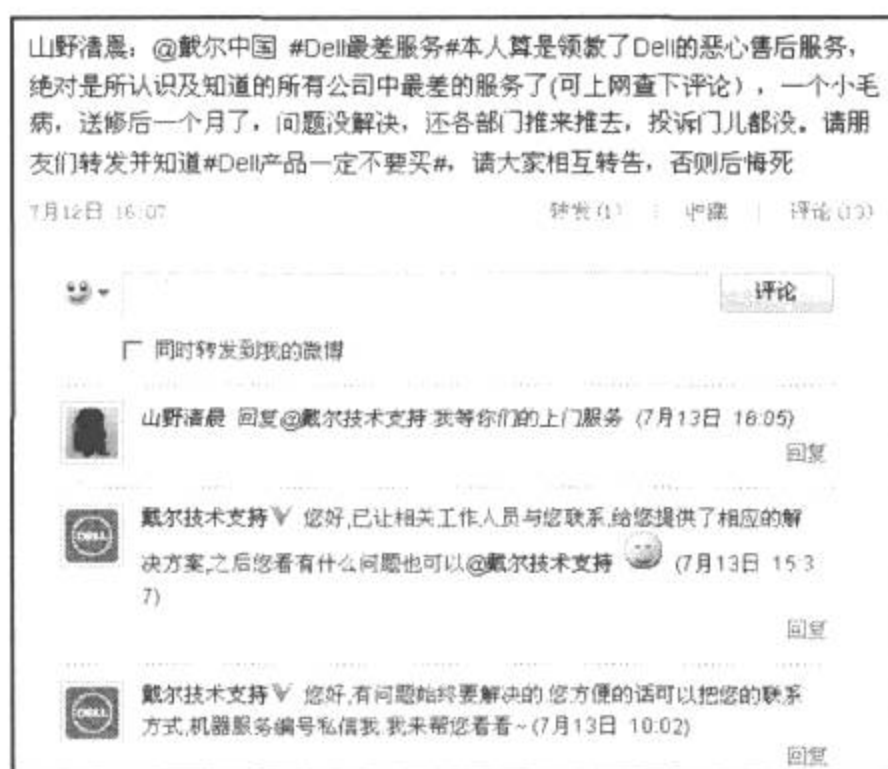 山野清晨：@戴尔中国 #Dell最差服务#本人算是领教了Dell的恶心售后服务，
绝对是所认识及知道的所有公司中最差的服务了(可上网查下评论），一个小毛
病，送修后一个月了，问题没解决，还各部门推来推去，投诉门儿都没。请朋
友们转发并知道#Dell产品一定不要买#，请大家相互转告，否则后悔死
7月12日 16:07 转发(1) 收藏 评论(10)
评论
同时转发到我的微博
山野清晨 回复@戴尔技术支持:我等你们的上门服务 (7月13日 16:05)
回复
DELL
戴尔技术支持V 您好,已让相关工作人员与您联系,给您提供了相应的解
决方案,之后您看有什么问题也可以@戴尔技术支持 (7月13日 15:3
7)
回复
DELL
戴尔技术支持V 您好,有问题始终要解决的.您方便的话可以把您的联系
方式,机器服务编号私信我.我来帮您看看~(7月13日 10:02)
回复